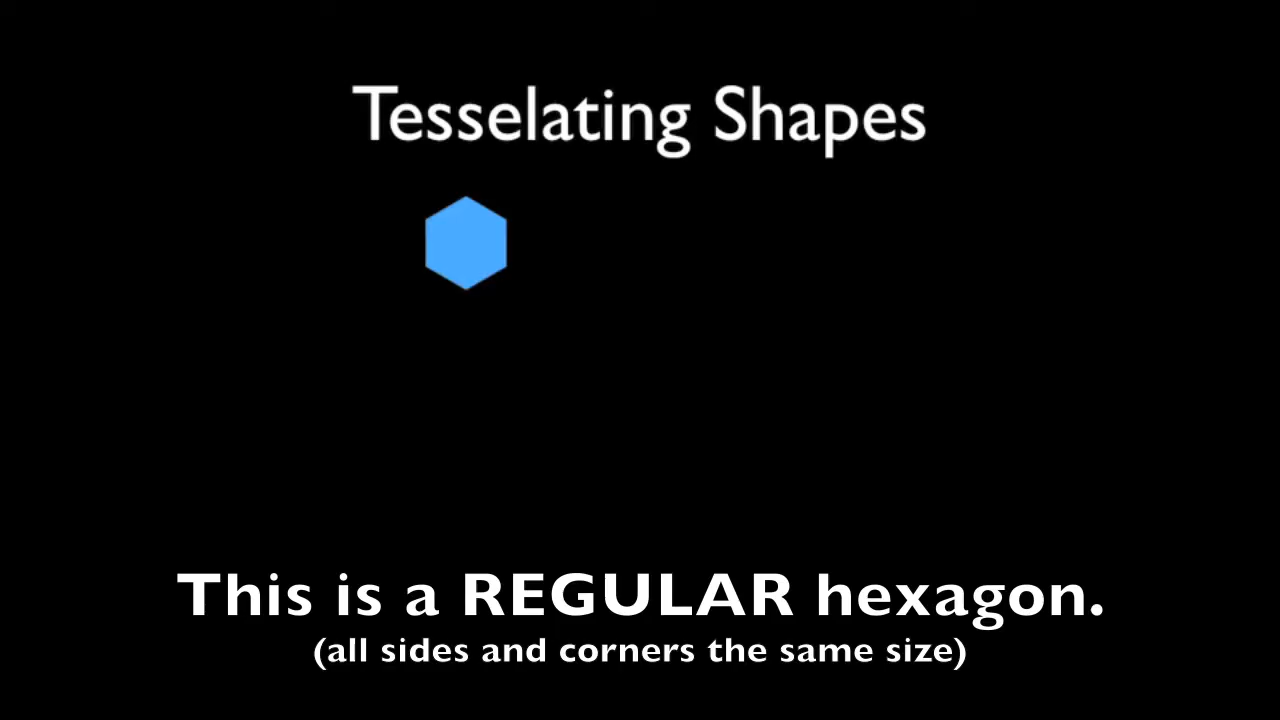 Tesselating Shapes
This is a REGULAR hexagon.
(all sides and corners the same size)